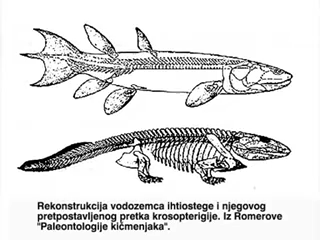 Rekonstrukcija vodozemca ihtiostege i njegovog
pretpostavljenog pretka krosopterigije. Iz Romerove
"Paleontologije kičmenjaka".